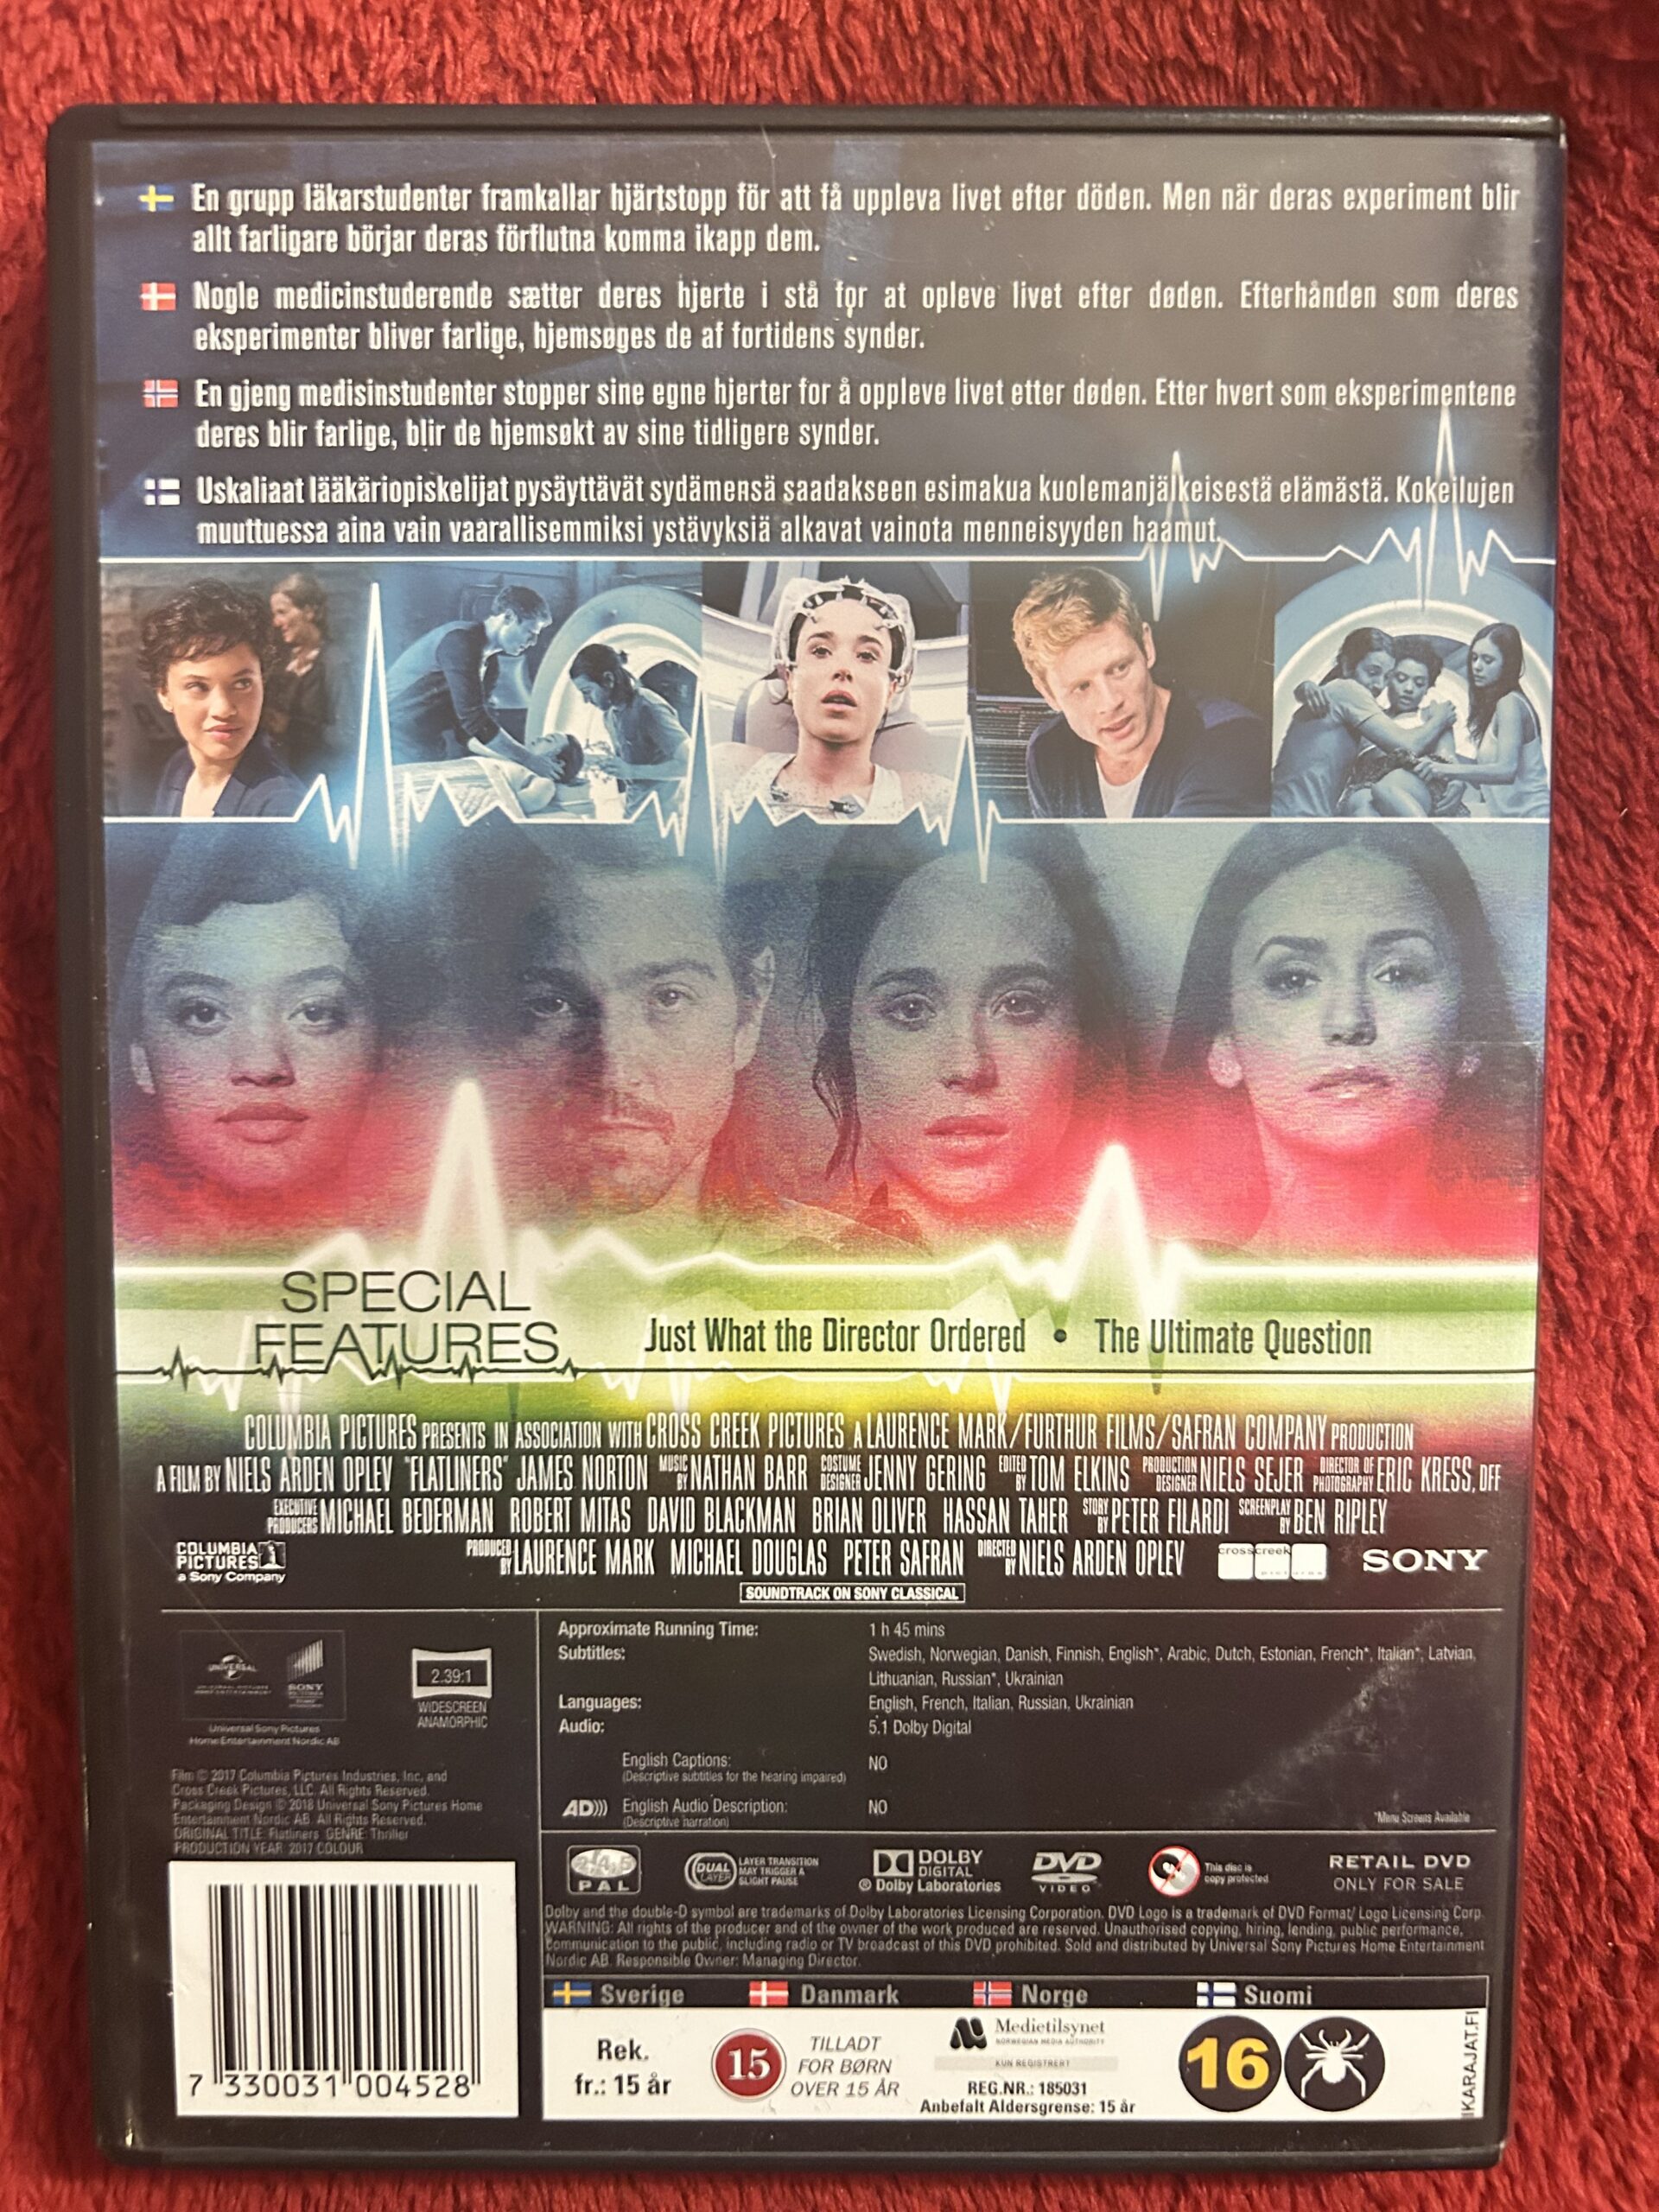 En grupp läkarstudenter framkallar hjärtstopp för att få uppleva livet efter döden. Men när deras experiment blir
allt farligare börjar deras förflutna komma ikapp dem.
Nogle medicinstuderende sætter deres hjerte i stå for at opleve livet efter døden. Efterhånden som deres
eksperimenter bliver farlige, hjemsøges de af fortidens synder.
En gjeng medisinstudenter stopper sine egne hjerter for å oppleve livet etter døden. Etter hvert som eksperimentene
deres blir farlige, blir de hjemsøkt av sine tidligere synder.
Uskaliaat lääkäriopiskelijat pysäyttävät sydämensä saadakseen esimakua kuolemanjälkeisestä elämästä. Kokeilujen
muuttuessa aina vain vaarallisemmiksi ystävyksiä alkavat vainota menneisyyden haamut.
SPECIAL
FEATURES
Just What the Director Ordered • The Ultimate Question
COLUMBIA PICTURES PRESENTS IN ASSOCIATION WITH CROSS CREEK PICTURES A LAURENCE MARK/FURTHUR FILMS/SAFRAN COMPANY PRODUCTION
A FILM BY NIELS ARDEN OPLEV "FLATLINERS" JAMES NORTON MUSIC BY NATHAN BARR COSTUME DESIGNER JENNY GERING EDITED BY TOM ELKINS PRODUCTION DESIGNER NIELS SEJER DIRECTOR OF PHOTOGRAPHY ERIC KRESS, DFF
EXECUTIVE PRODUCERS MICHAEL BEDERMAN ROBERT MITAS DAVID BLACKMAN BRIAN OLIVER HASSAN TAHER STORY BY PETER FILARDI SCREENPLAY BY BEN RIPLEY
PRODUCED BY LAURENCE MARK MICHAEL DOUGLAS PETER SAFRAN DIRECTED BY NIELS ARDEN OPLEV
COLUMBIA
PICTURES
a Sony Company
crosscreek
SONY
SOUNDTRACK ON SONY CLASSICAL
UNIVERSAL
SONY
Universal Sony Pictures
Home Entertainment Nordic AB
2.39:1
WIDESCREEN
ANAMORPHIC
Approximate Running Time: 1 h 45 mins
Subtitles: Swedish, Norwegian, Danish, Finnish, English*, Arabic, Dutch, Estonian, French*, Italian*, Latvian,
Lithuanian, Russian*, Ukrainian
Languages: English, French, Italian, Russian, Ukrainian
Audio: 5.1 Dolby Digital
English Captions: NO
(Descriptive subtitles for the hearing impaired)
AD))) English Audio Description: NO
(Descriptive narration)
*Menu Screens Available
Film © 2017 Columbia Pictures Industries, Inc. and
Cross Creek Pictures, LLC. All Rights Reserved.
Packaging Design © 2018 Universal Sony Pictures Home
Entertainment Nordic AB. All Rights Reserved.
ORIGINAL TITLE: Flatliners GENRE: Thriller
PRODUCTION YEAR 2017 COLOUR
PAL
DUAL
LAYER
LAYER TRANSITION
MAY TRIGGER A
SLIGHT PAUSE
DOLBY
DIGITAL
® Dolby Laboratories
DVD
VIDEO
This disc is
copy protected
RETAIL DVD
ONLY FOR SALE
Dolby and the double-D symbol are trademarks of Dolby Laboratories Licensing Corporation. DVD Logo is a trademark of DVD Format/ Logo Licensing Corp.
WARNING: All rights of the producer and of the owner of the work produced are reserved. Unauthorised copying, hiring, lending, public performance,
communication to the public, including radio or TV broadcast of this DVD prohibited. Sold and distributed by Universal Sony Pictures Home Entertainment
Nordic AB. Responsible Owner: Managing Director.
7 330031 004528
Sverige
Danmark
Norge
Suomi
Rek.
fr.: 15 år
15
TILLADT
FOR BØRN
OVER 15 ÅR
Medietilsynet
NORWEGIAN MEDIA AUTHORITY
KUN REGISTRERT
REG.NR.: 185031
Anbefalt Aldersgrense: 15 år
16
IKARAJAT.FI